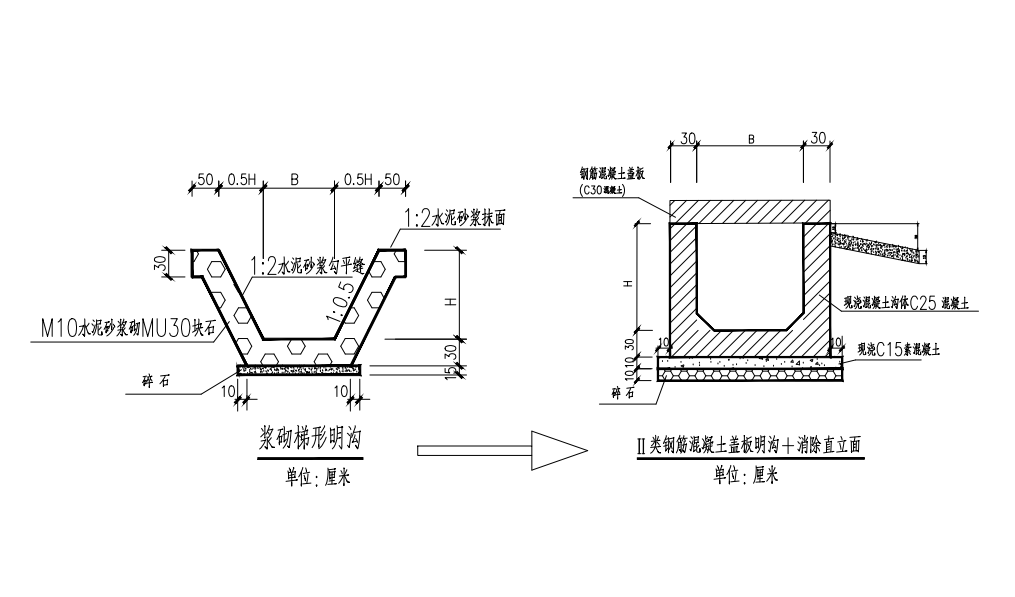 50 0.5H B 0.5H 50
1:2水泥砂浆抹面
30
1:2水泥砂浆勾平缝
1:0.5
H
M10水泥砂浆砌MU30块石
30
15
碎石
10 10
浆砌梯形明沟
单位:厘米
30 B 30
钢筋混凝土盖板
(C30混凝土)
H
现浇混凝土沟体C25 混凝土
10 10
30
现浇C15素混凝土
10
10
碎石
II类钢筋混凝土盖板明沟+消除直立面
单位:厘米